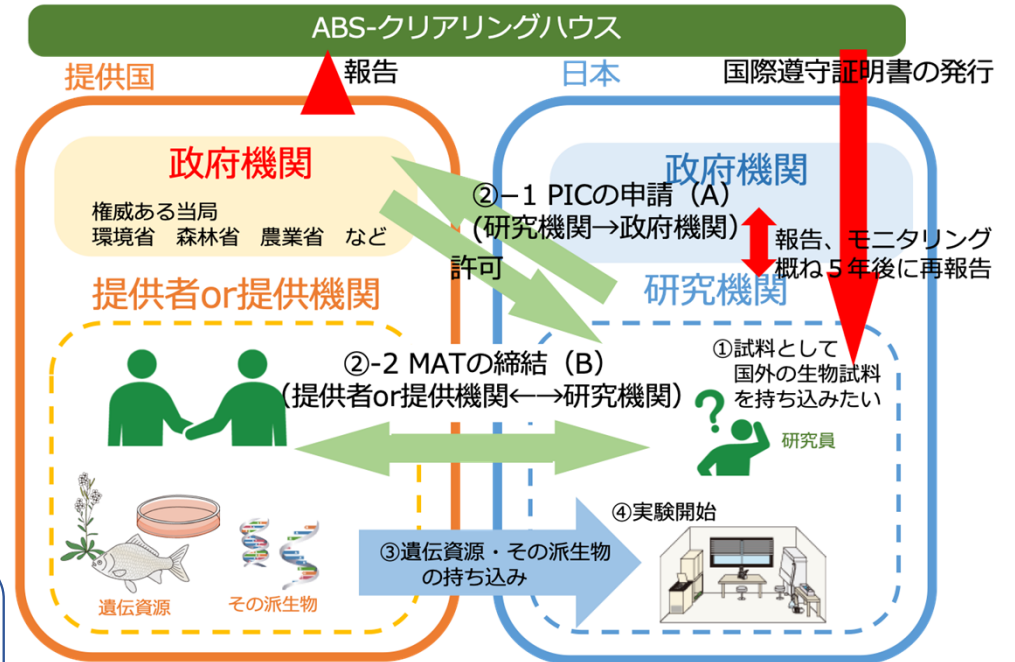 ABS-クリアリングハウス
提供国
報告
日本
国際遵守証明書の発行
政府機関
権威ある当局
環境省 森林省 農業省 など
政府機関
②−1 PICの申請（A）
(研究機関→政府機関)
許可
報告、モニタリング
概ね５年後に再報告
提供者or提供機関
研究機関
②-2 MATの締結（B）
(提供者or提供機関←→研究機関)
①試料として
国外の生物試料
を持ち込みたい
研究員
③遺伝資源・その派生物
の持ち込み
④実験開始
遺伝資源
その派生物